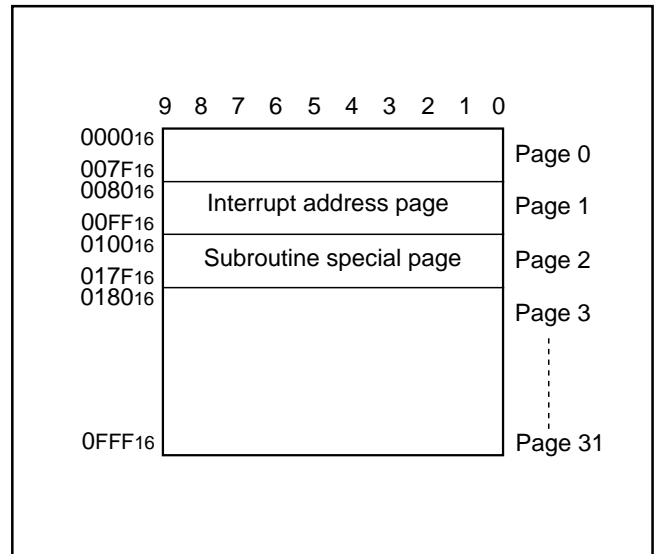 9 8 7 6 5 4 3 2 1 0
0000₁₆
Page 0
007F₁₆
0080₁₆
Interrupt address page
Page 1
00FF₁₆
0100₁₆
Subroutine special page
Page 2
017F₁₆
0180₁₆
Page 3
0FFF₁₆
Page 31